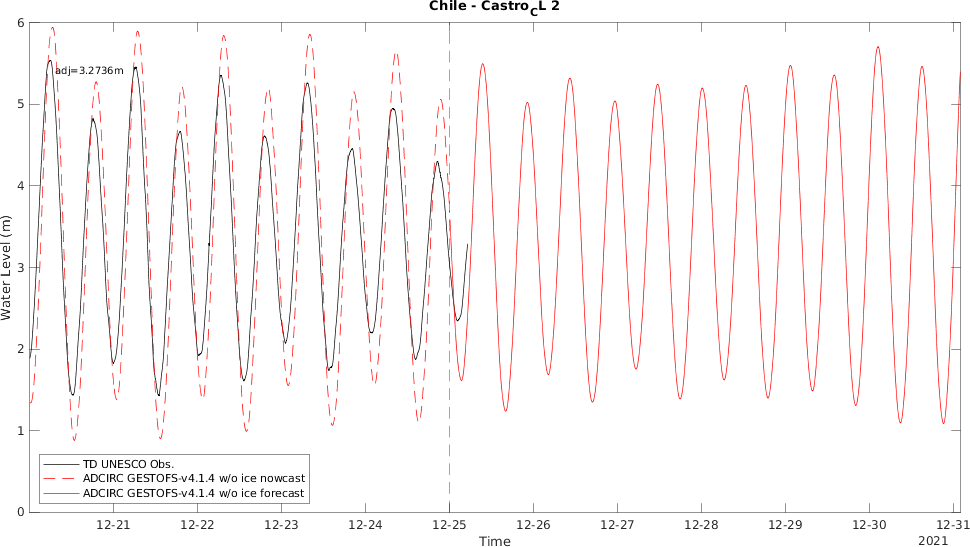 Chile - Castro_CL 2
6
adj=3.2736m
5
4
3
2
1
0
Water Level (m)
TD UNESCO Obs.
ADCIRC GESTOFS-v4.1.4 w/o ice nowcast
ADCIRC GESTOFS-v4.1.4 w/o ice forecast
12-21 12-22 12-23 12-24 12-25 12-26 12-27 12-28 12-29 12-30 12-31
Time
2021